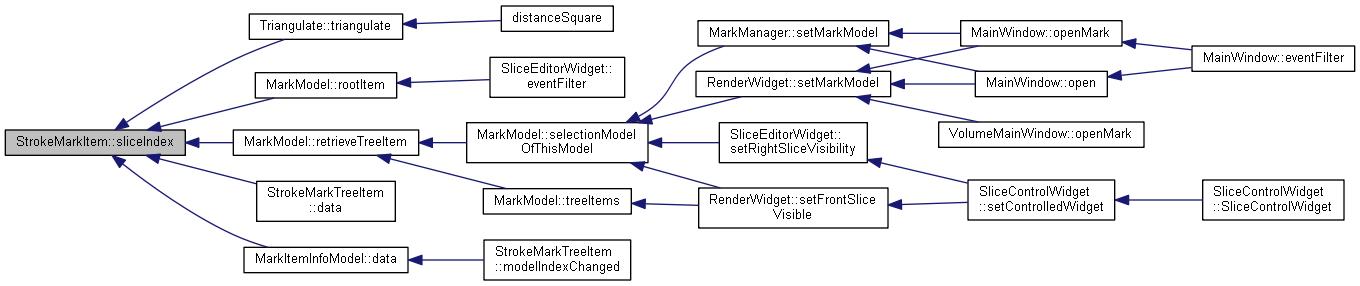 StrokeMarkItem::sliceIndex
Triangulate::triangulate
distanceSquare
MarkModel::rootItem
SliceEditorWidget::
eventFilter
MarkModel::retrieveTreeItem
MarkModel::selectionModel
OfThisModel
MarkManager::setMarkModel
MainWindow::openMark
MainWindow::eventFilter
MainWindow::open
RenderWidget::setMarkModel
VolumeMainWindow::openMark
SliceEditorWidget::
setRightSliceVisibility
SliceControlWidget
::setControlledWidget
SliceControlWidget
::SliceControlWidget
RenderWidget::setFrontSlice
Visible
MarkModel::treeItems
StrokeMarkTreeItem
::data
MarkItemInfoModel::data
StrokeMarkTreeItem
::modelIndexChanged